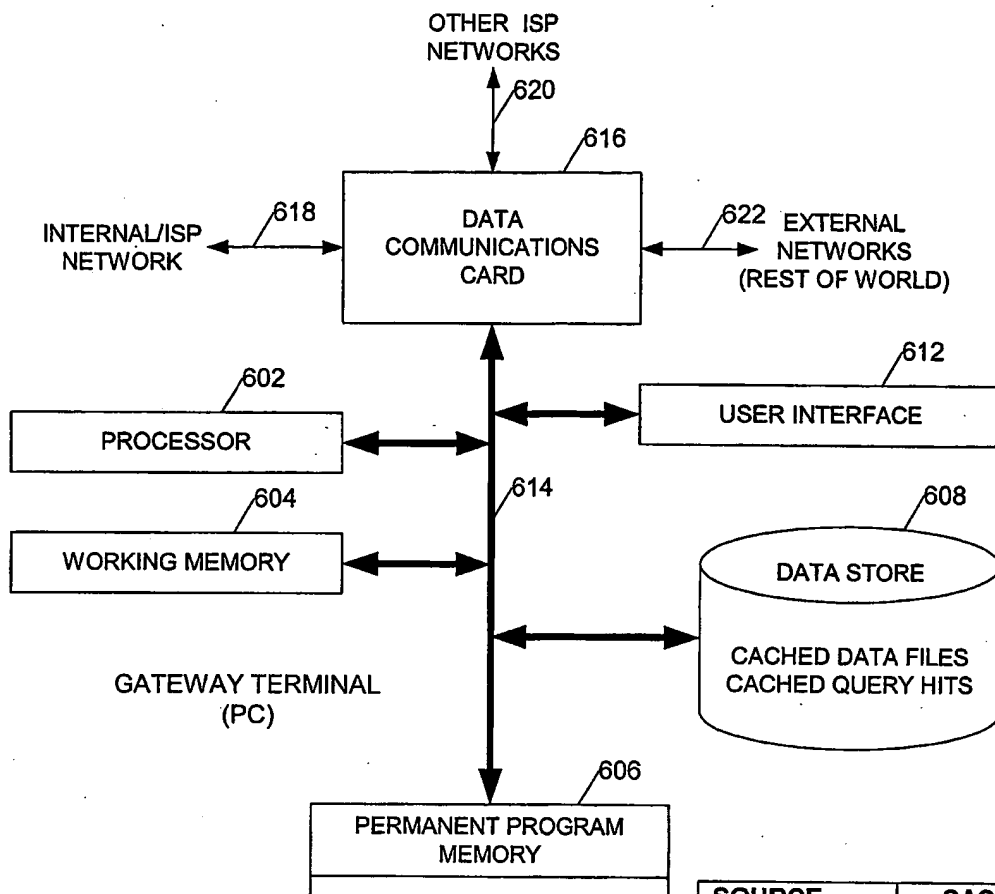 OTHER ISP
NETWORKS
620
616
618
INTERNAL/ISP
NETWORK
DATA
COMMUNICATIONS
CARD
622
EXTERNAL
NETWORKS
(REST OF WORLD)
612
602
USER INTERFACE
PROCESSOR
614
604
608
WORKING MEMORY
DATA STORE
CACHED DATA FILES
CACHED QUERY HITS
GATEWAY TERMINAL
(PC)
606
PERMANENT PROGRAM
MEMORY